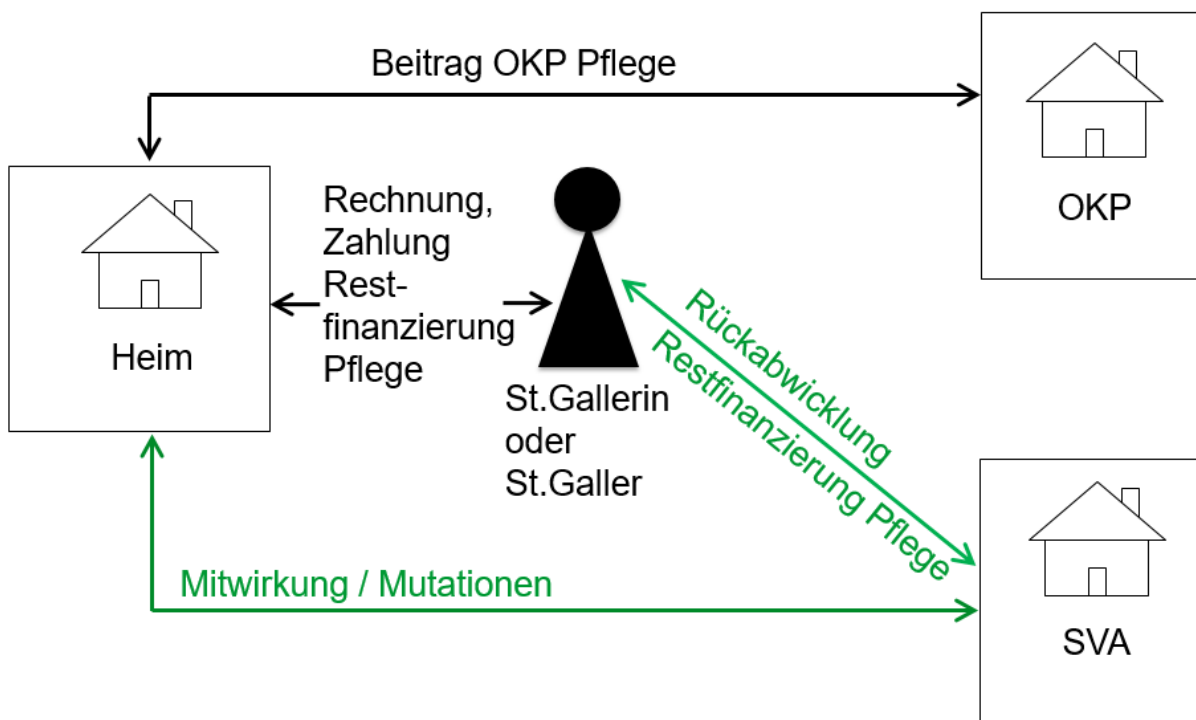 Beitrag OKP Pflege
OKP
Rechnung,
Zahlung
Rest-
finanzierung
Pflege
Heim
St.Gallerin
oder
St.Galler
Rückabwicklung
Restfinanzierung Pflege
Mitwirkung / Mutationen
SVA